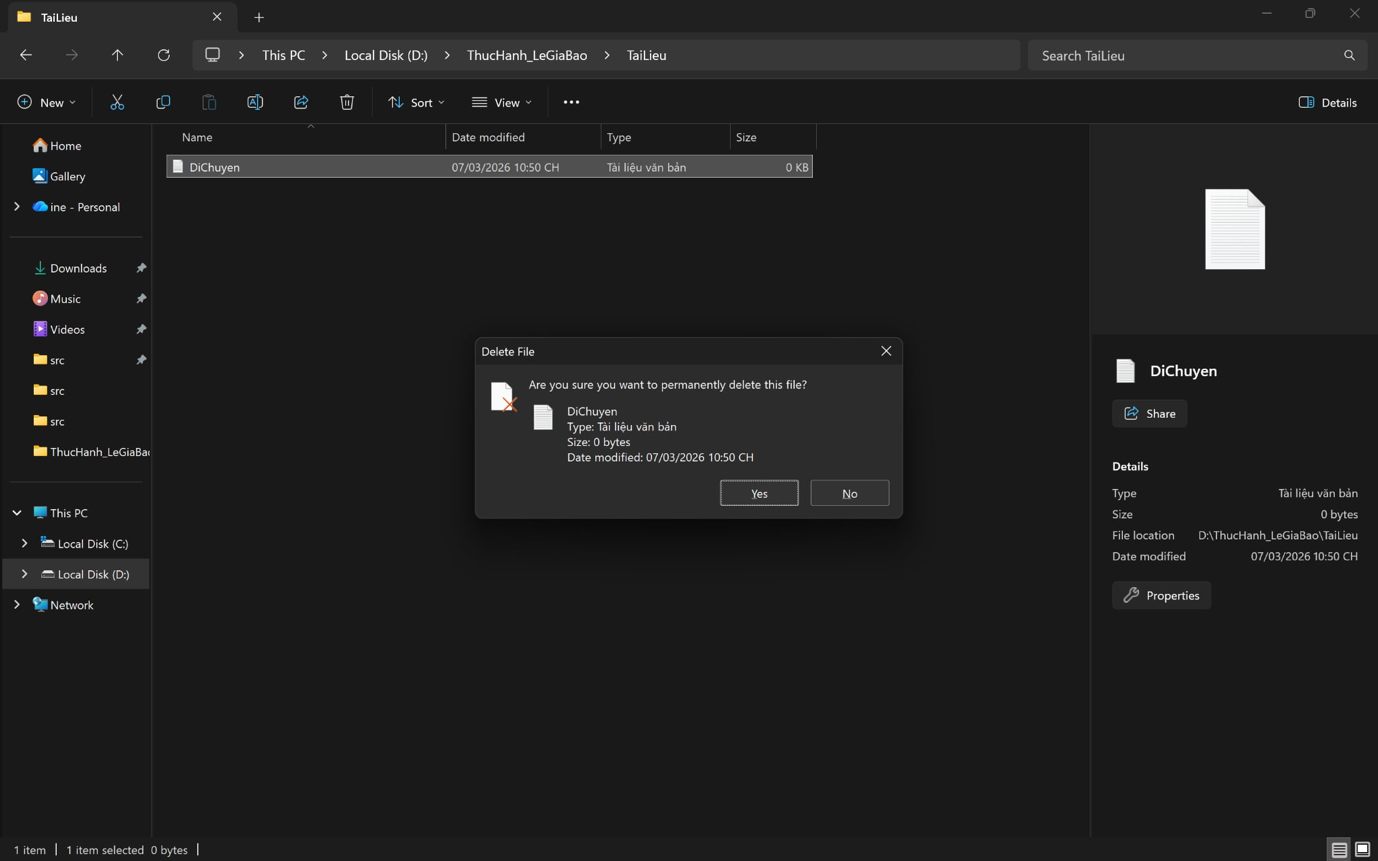 TaiLieu
This PC
Local Disk (D:)
ThucHanh_LeGiaBao
TaiLieu
Search TaiLieu
New
Sort
View
Details
Home
Gallery
ine - Personal
Downloads
Music
Videos
src
src
src
ThucHanh_LeGiaBao
This PC
Local Disk (C:)
Local Disk (D:)
Network
Name Date modified Type Size
DiChuyen 07/03/2026 10:50 CH Tài liệu văn bản 0 KB
Delete File
Are you sure you want to permanently delete this file?
DiChuyen
Type: Tài liệu văn bản
Size: 0 bytes
Date modified: 07/03/2026 10:50 CH
Yes No
DiChuyen
Share
Details
Type Tài liệu văn bản
Size 0 bytes
File location D:\ThucHanh_LeGiaBao\TaiLieu
Date modified 07/03/2026 10:50 CH
Properties
1 item 1 item selected 0 bytes